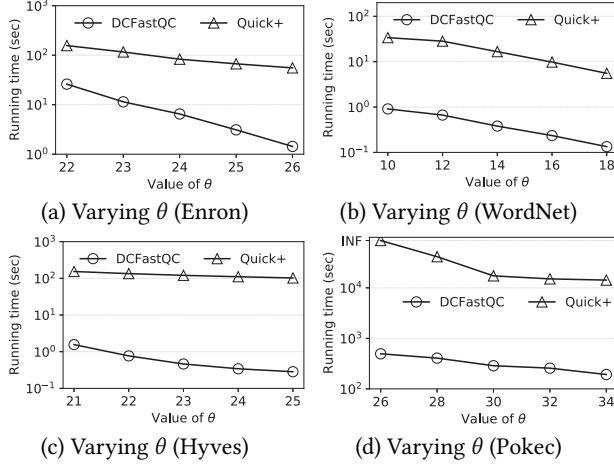 DCFastQC Quick+
Running time (sec)
10³
10²
10¹
10⁰
22 23 24 25 26
Value of θ
(a) Varying θ (Enron)
DCFastQC Quick+
Running time (sec)
10²
10¹
10⁰
10⁻¹
10 12 14 16 18
Value of θ
(b) Varying θ (WordNet)
DCFastQC Quick+
Running time (sec)
10³
10²
10¹
10⁰
10⁻¹
21 22 23 24 25
Value of θ
(c) Varying θ (Hyves)
Running time (sec)
INF
10⁴
DCFastQC Quick+
10²
26 28 30 32 34
Value of θ
(d) Varying θ (Pokec)